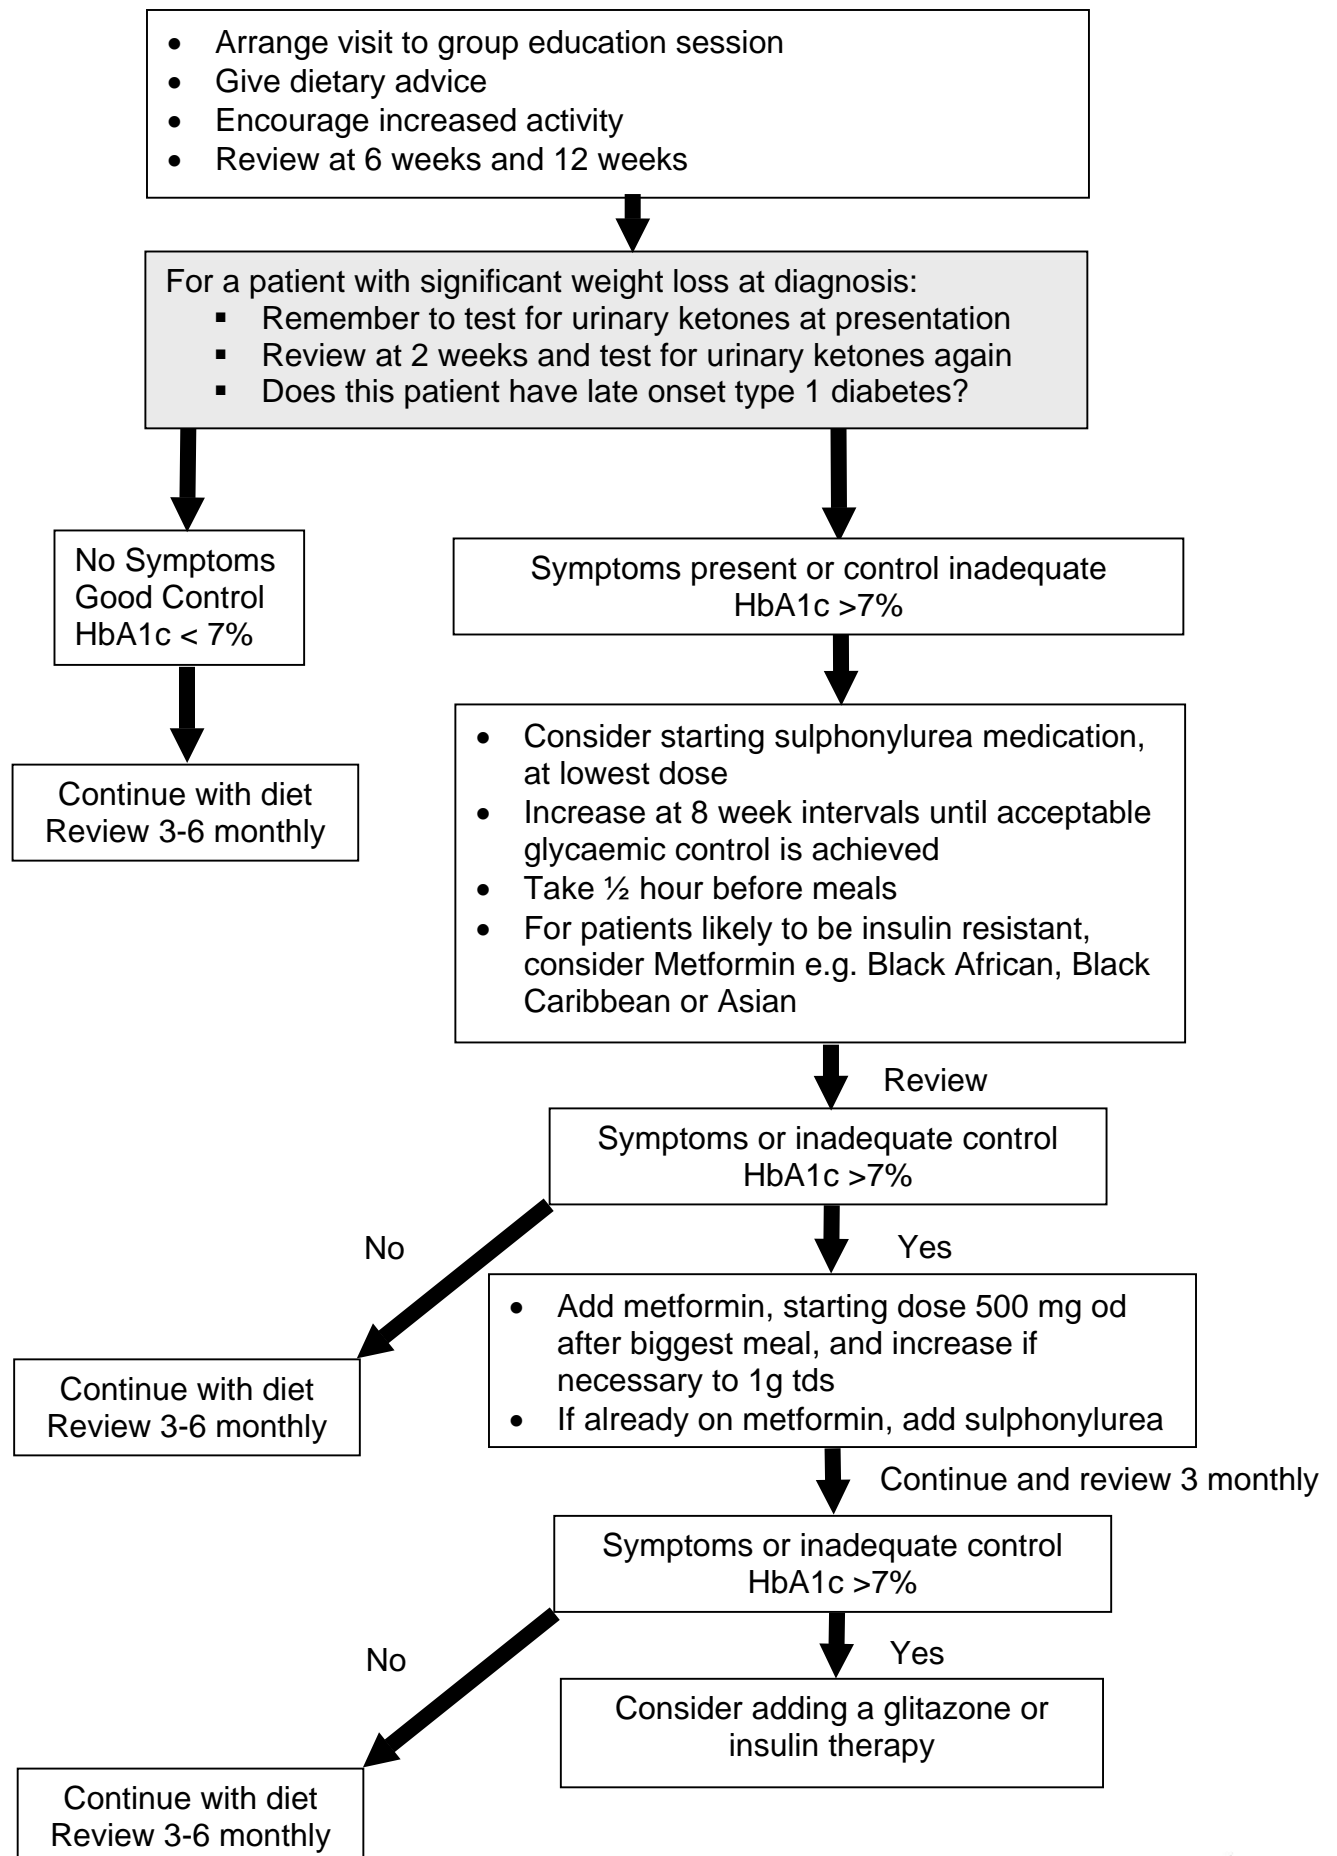 • Arrange visit to group education session
• Give dietary advice
• Encourage increased activity
• Review at 6 weeks and 12 weeks
For a patient with significant weight loss at diagnosis:
▪ Remember to test for urinary ketones at presentation
▪ Review at 2 weeks and test for urinary ketones again
▪ Does this patient have late onset type 1 diabetes?
No Symptoms
Good Control
HbA1c < 7%
Continue with diet
Review 3-6 monthly
Symptoms present or control inadequate
HbA1c >7%
• Consider starting sulphonylurea medication,
at lowest dose
• Increase at 8 week intervals until acceptable
glycaemic control is achieved
• Take ½ hour before meals
• For patients likely to be insulin resistant,
consider Metformin e.g. Black African, Black
Caribbean or Asian
Review
Symptoms or inadequate control
HbA1c >7%
No
Yes
Continue with diet
Review 3-6 monthly
• Add metformin, starting dose 500 mg od
after biggest meal, and increase if
necessary to 1g tds
• If already on metformin, add sulphonylurea
Continue and review 3 monthly
Symptoms or inadequate control
HbA1c >7%
No
Yes
Consider adding a glitazone or
insulin therapy
Continue with diet
Review 3-6 monthly